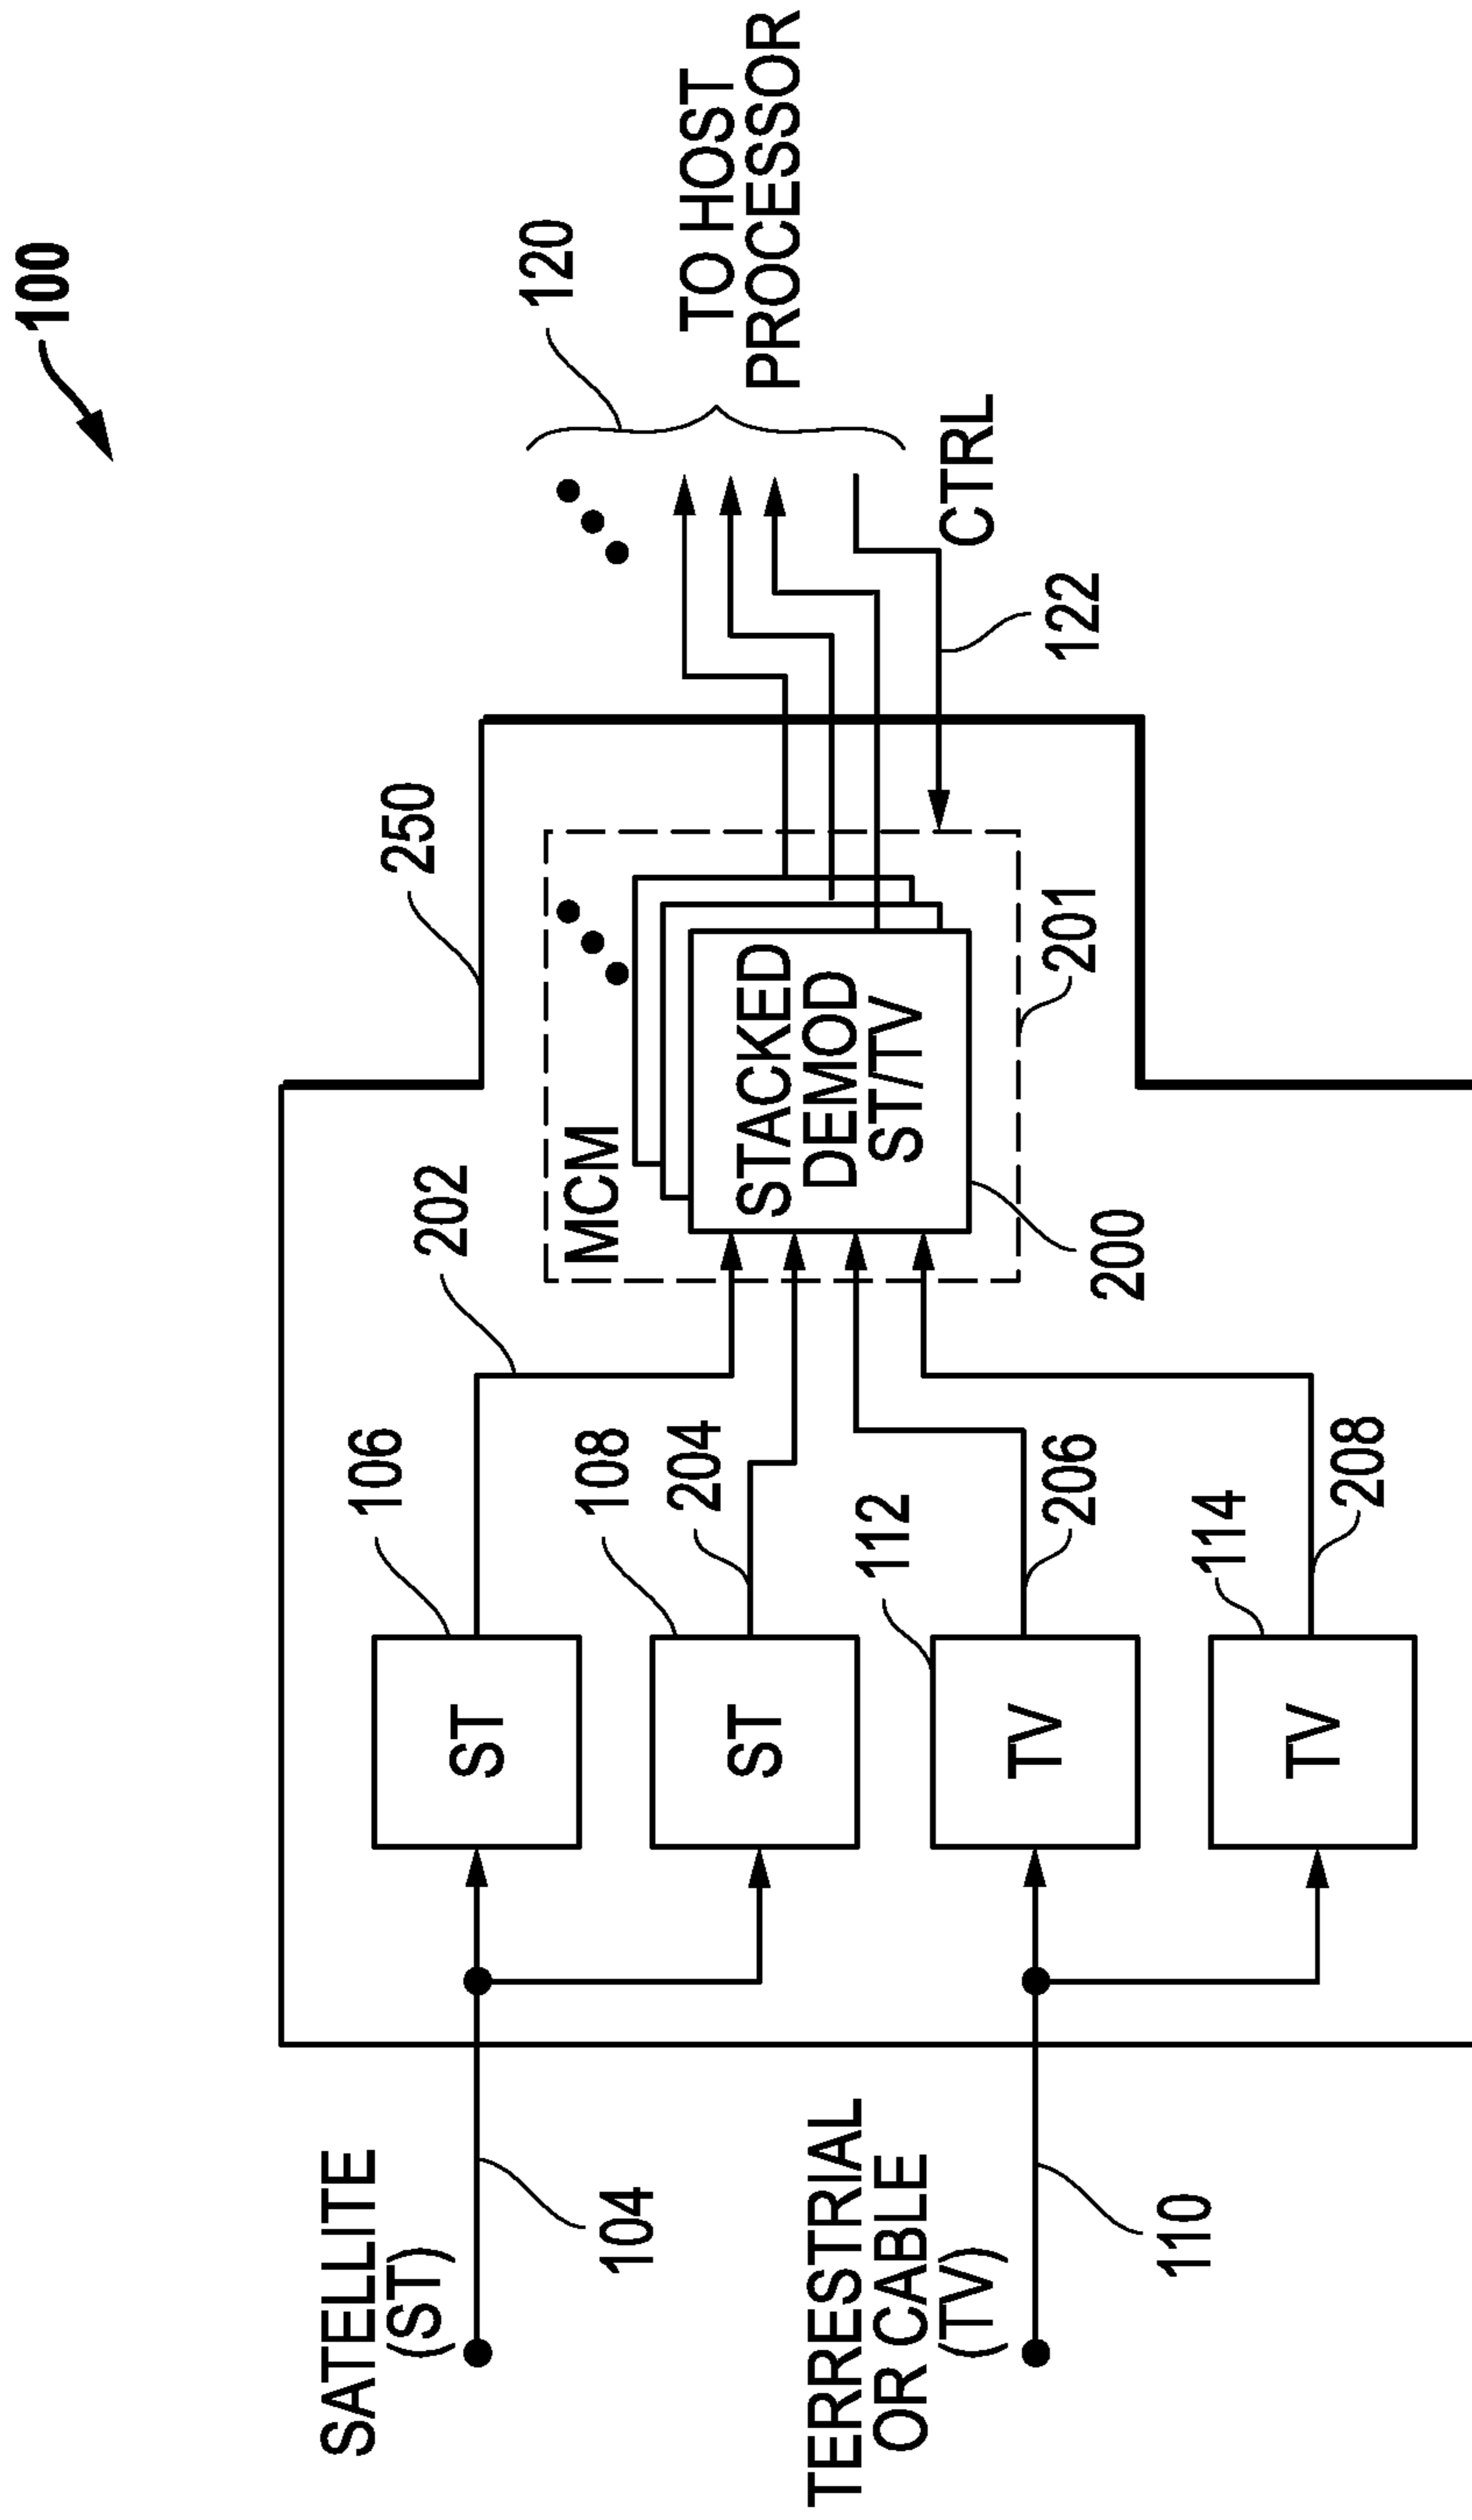 100
SATELLITE
(ST)
104
TERRESTRIAL
OR CABLE
(TV)
110
106
ST
108
ST
112
TV
114
TV
202
204
206
208
250
MCM
STACKED
DEMOD
ST/TV
200
201
120
TO HOST
PROCESSOR
CTRL
122